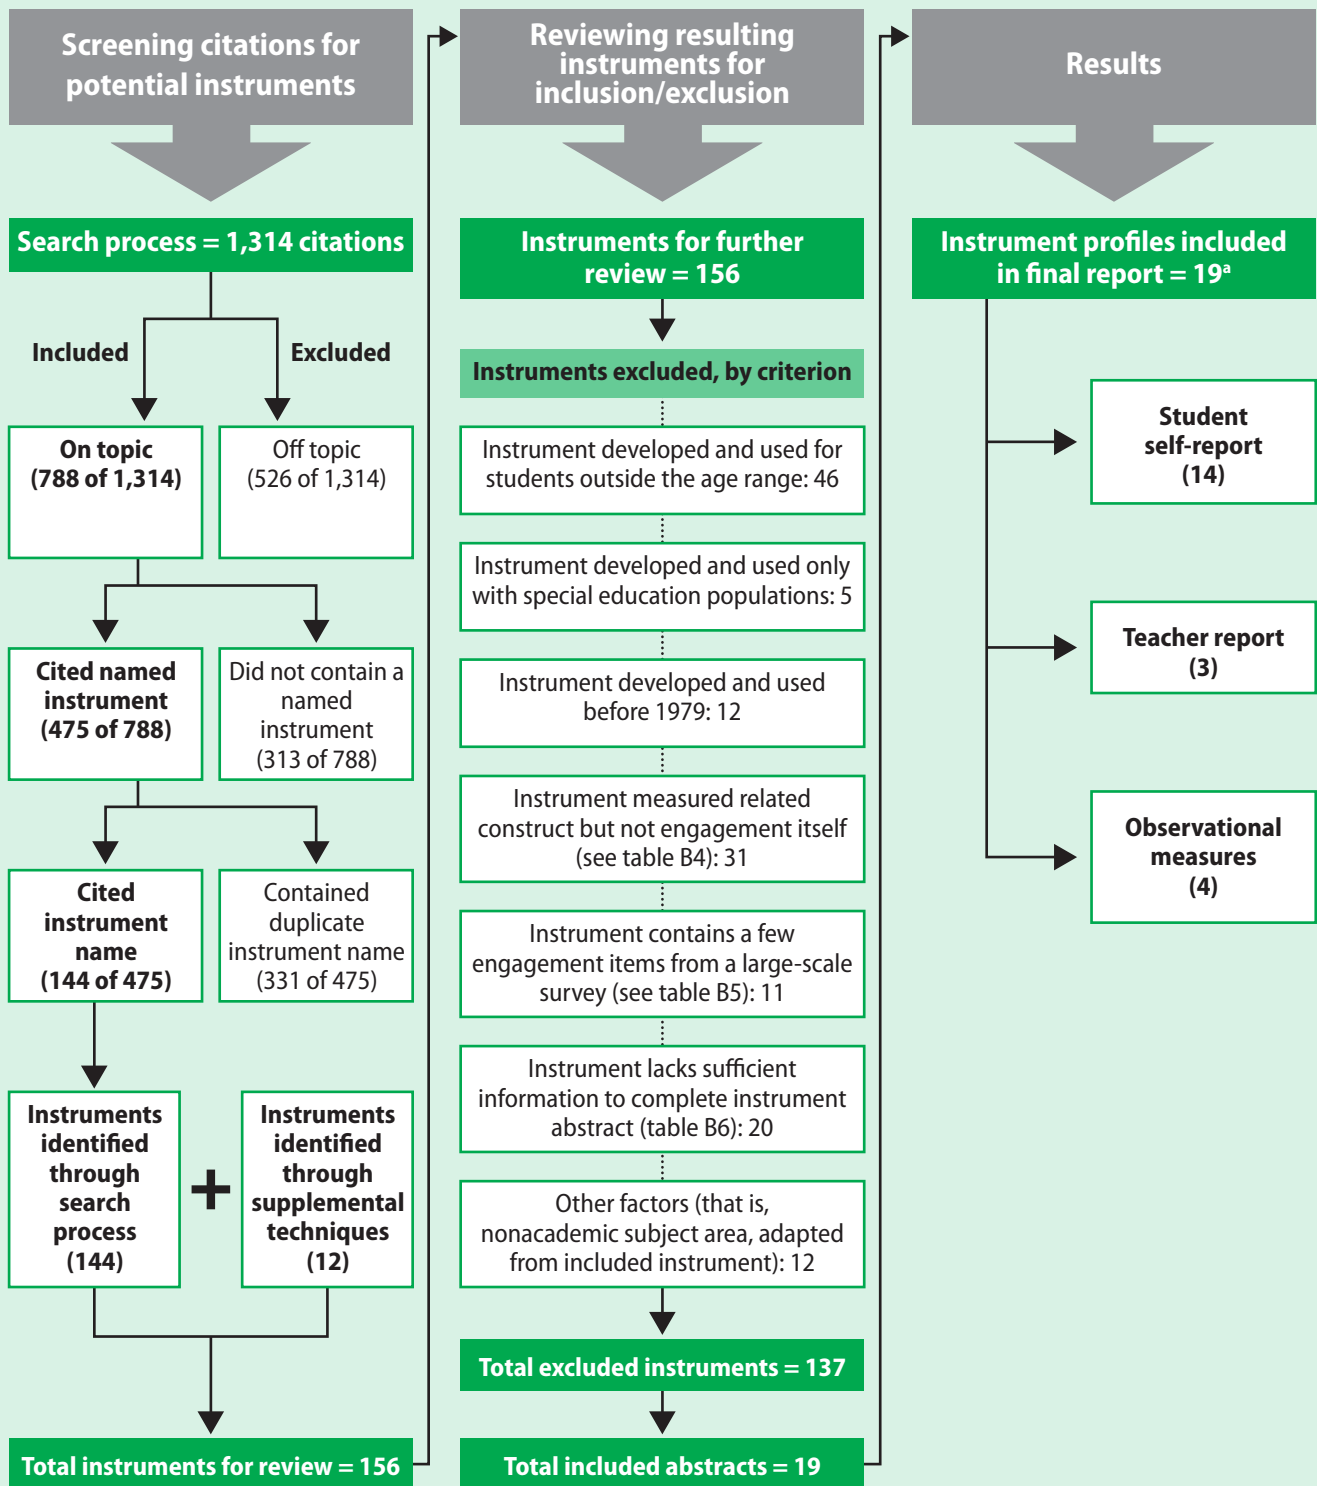 Screening citations for
potential instruments
Search process = 1,314 citations
Included
Excluded
On topic
(788 of 1,314)
Off topic
(526 of 1,314)
Cited named
instrument
(475 of 788)
Did not contain a
named
instrument
(313 of 788)
Cited
instrument
name
(144 of 475)
Contained
duplicate
instrument name
(331 of 475)
Instruments
identified
through
search
process
(144)
+
Instruments
identified
through
supplemental
techniques
(12)
Total instruments for review = 156
Reviewing resulting
instruments for
inclusion/exclusion
Instruments for further
review = 156
Instruments excluded, by criterion
Instrument developed and used for
students outside the age range: 46
Instrument developed and used only
with special education populations: 5
Instrument developed and used
before 1979: 12
Instrument measured related
construct but not engagement itself
(see table B4): 31
Instrument contains a few
engagement items from a large-scale
survey (see table B5): 11
Instrument lacks sufficient
information to complete instrument
abstract (table B6): 20
Other factors (that is,
nonacademic subject area, adapted
from included instrument): 12
Total excluded instruments = 137
Total included abstracts = 19
Results
Instrument profiles included
in final report = 19ᵃ
Student
self-report
(14)
Teacher report
(3)
Observational
measures
(4)